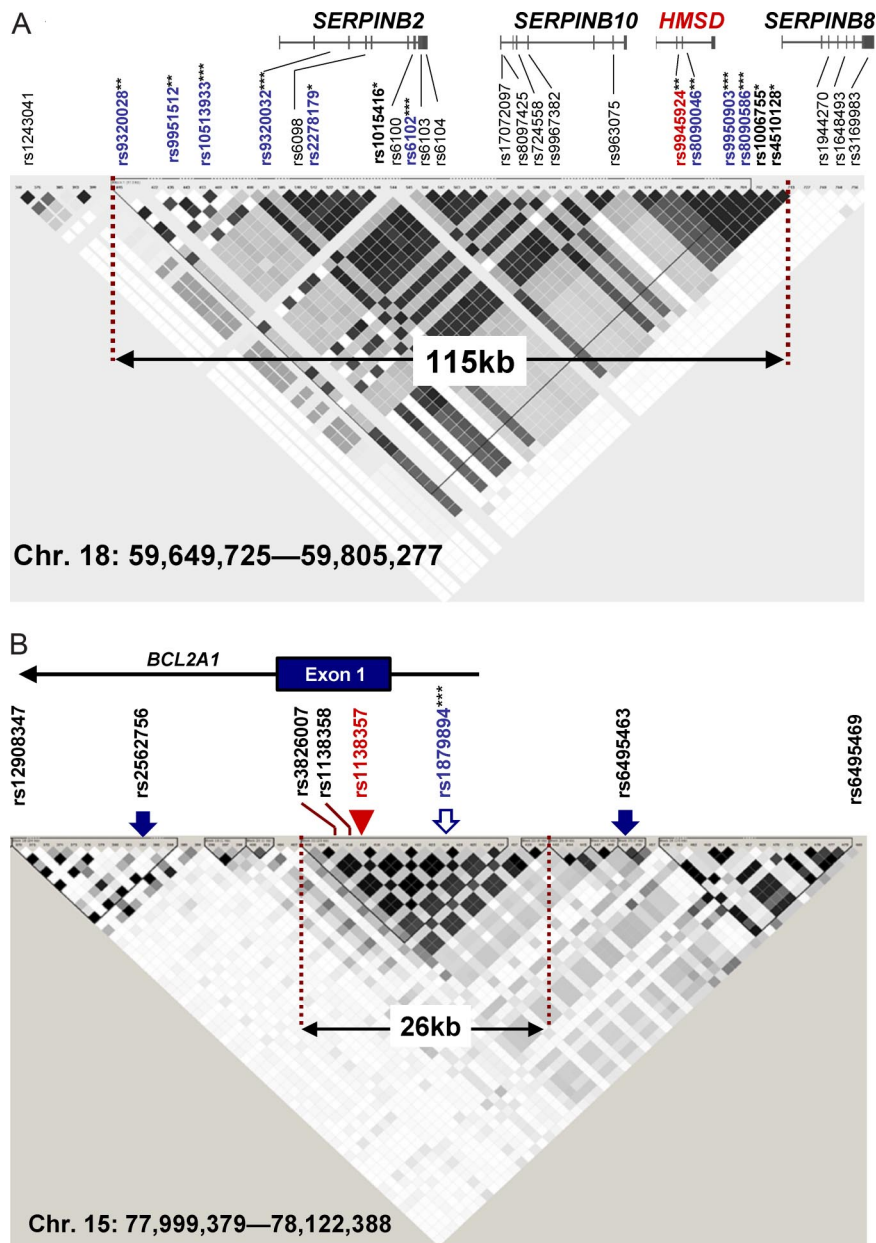 A
SERPINB2 SERPINB10 HMSD SERPINB8
rs1243041
rs9320028**
rs9951512**
rs10513933***
rs9320032***
rs6098
rs2278179*
rs1015416*
rs6100
rs6102***
rs6103
rs6104
rs17072097
rs8097425
rs724558
rs9967382
rs963075
rs9945924**
rs8090046**
rs9950903***
rs8090586***
rs1006755*
rs4510128*
rs1944270
rs1648493
rs3169983
115kb
Chr. 18: 59,649,725—59,805,277
B
BCL2A1
Exon 1
rs12908347
rs2562756
rs3826007
rs1138358
rs1138357
rs1879894***
rs6495463
rs6495469
26kb
Chr. 15: 77,999,379—78,122,388